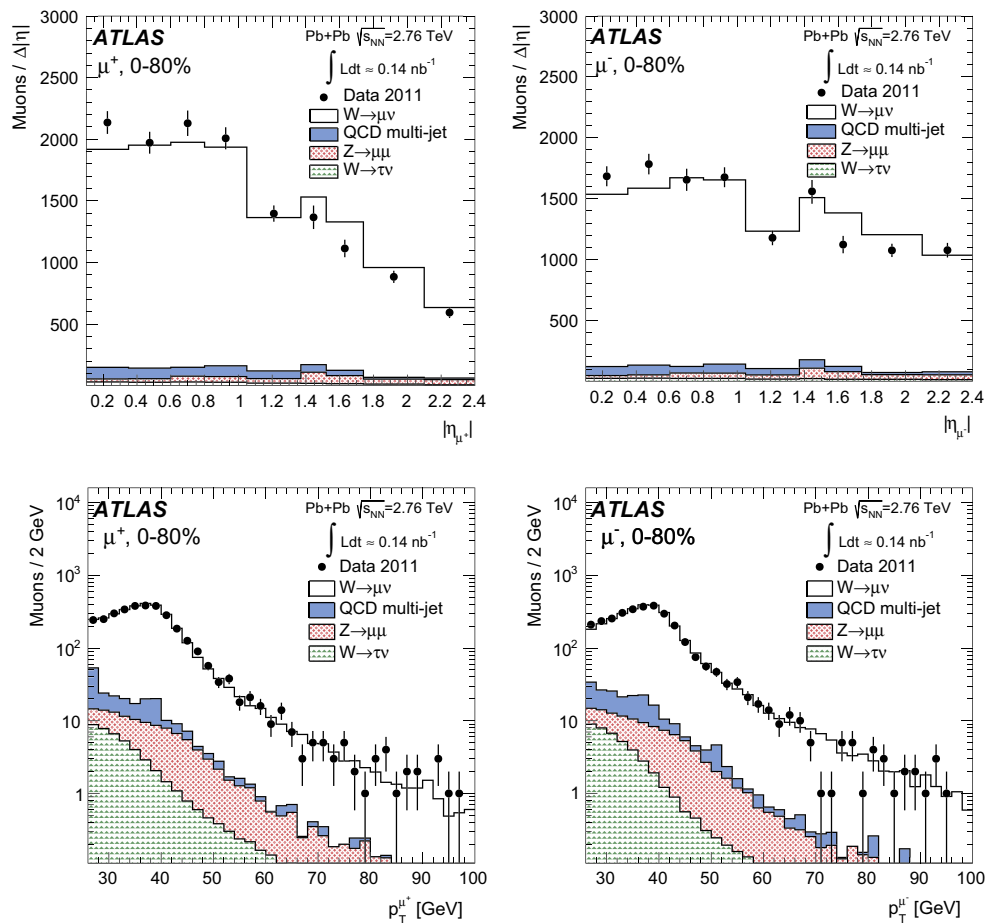 Muons / Δ|η|
3000
2500
2000
1500
1000
500
ATLAS
μ⁺, 0-80%
Pb+Pb √s_NN=2.76 TeV
∫ Ldt ≈ 0.14 nb⁻¹
Data 2011
W→μν
QCD multi-jet
Z→μμ
W→τν
0.2 0.4 0.6 0.8 1 1.2 1.4 1.6 1.8 2 2.2 2.4
|η_μ⁺|
Muons / Δ|η|
3000
2500
2000
1500
1000
500
ATLAS
μ⁻, 0-80%
Pb+Pb √s_NN=2.76 TeV
∫ Ldt ≈ 0.14 nb⁻¹
Data 2011
W→μν
QCD multi-jet
Z→μμ
W→τν
0.2 0.4 0.6 0.8 1 1.2 1.4 1.6 1.8 2 2.2 2.4
|η_μ⁻|
Muons / 2 GeV
10⁴
10³
10²
10
1
ATLAS
μ⁺, 0-80%
Pb+Pb √s_NN=2.76 TeV
∫ Ldt ≈ 0.14 nb⁻¹
Data 2011
W→μν
QCD multi-jet
Z→μμ
W→τν
30 40 50 60 70 80 90 100
p_T^μ⁺ [GeV]
Muons / 2 GeV
10⁴
10³
10²
10
1
ATLAS
μ⁻, 0-80%
Pb+Pb √s_NN=2.76 TeV
∫ Ldt ≈ 0.14 nb⁻¹
Data 2011
W→μν
QCD multi-jet
Z→μμ
W→τν
30 40 50 60 70 80 90 100
p_T^μ⁻ [GeV]